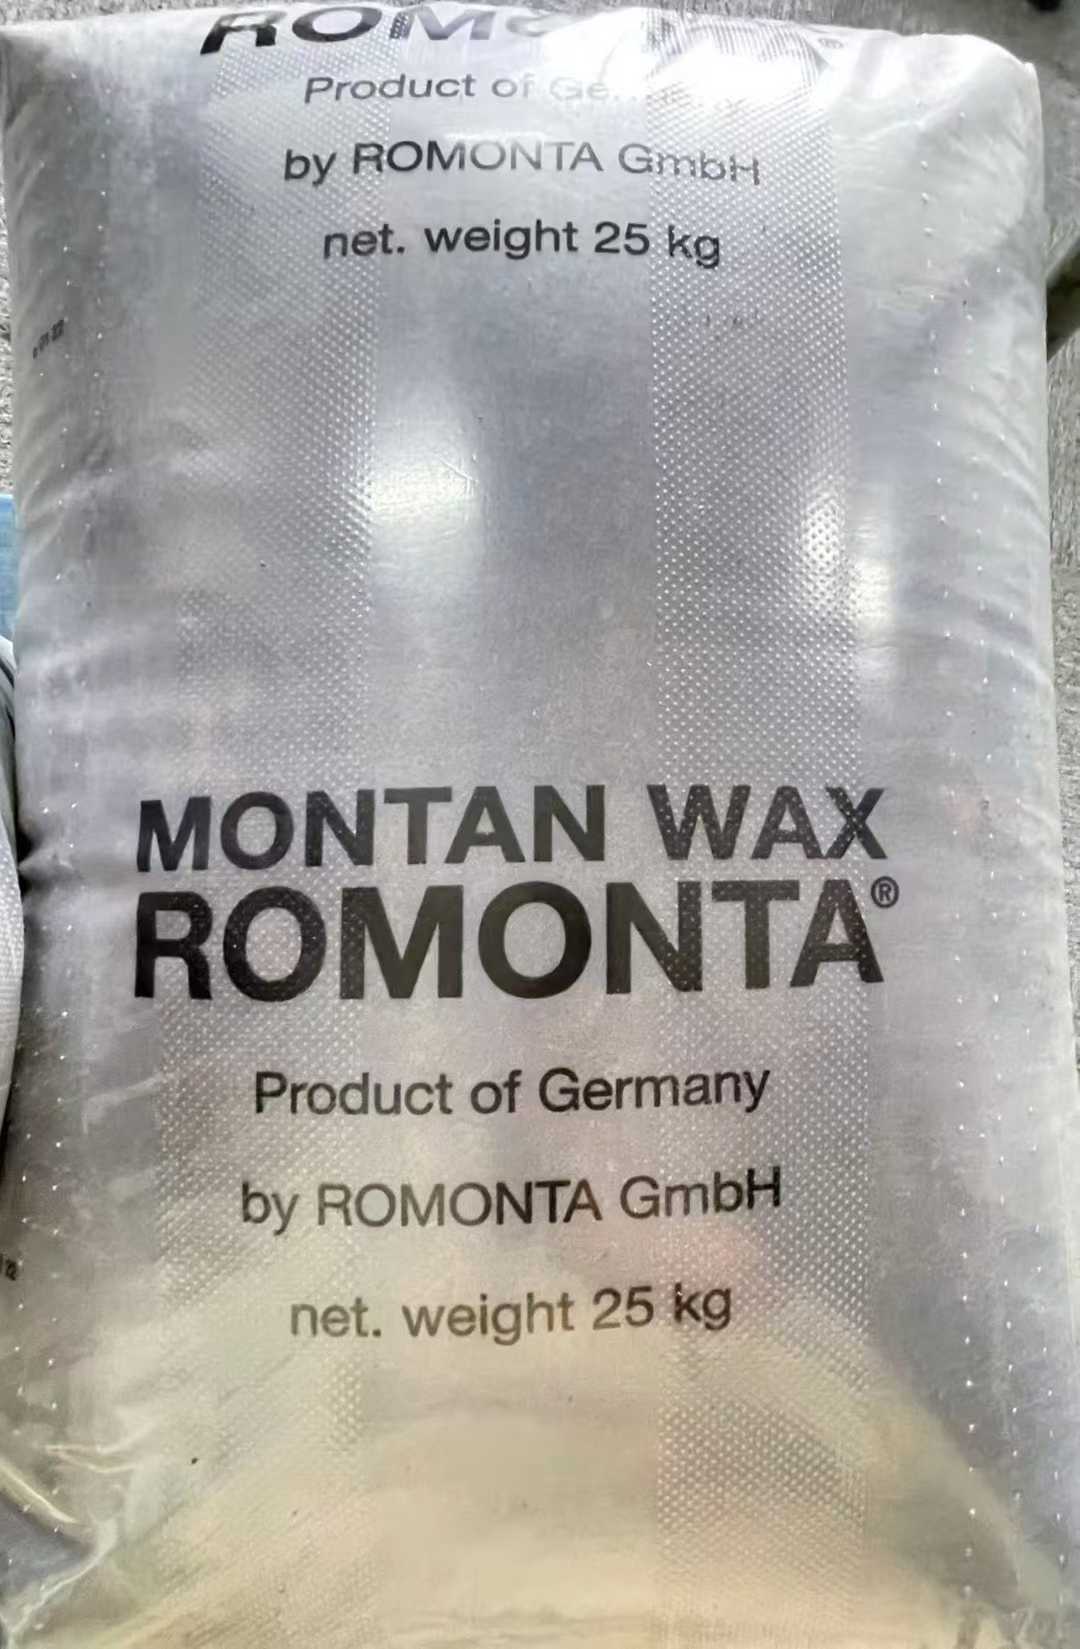 ROMONTA®
Product of
by ROMONTA GmbH
net. weight 25 kg
MONTAN WAX
ROMONTA®
Product of Germany
by ROMONTA GmbH
net. weight 25 kg